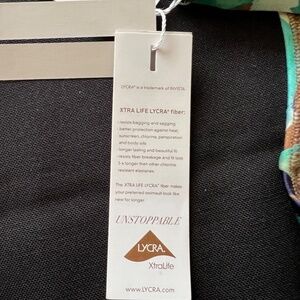 LYCRA® is a trademark of INVISTA
XTRA LIFE LYCRA® fiber:
- resists bagging and sagging
- better protection against heat,
sunscreen, chlorine, perspiration
and body oils
- longer lasting and beautiful fit
- resists fiber breakage and fit loss
5 x longer than other chlorine
resistant elastanes
The XTRA LIFE LYCRA® fiber makes
your preferred swimsuit look like
new for longer.
UNSTOPPABLE
LYCRA.
XtraLife
www.LYCRA.com